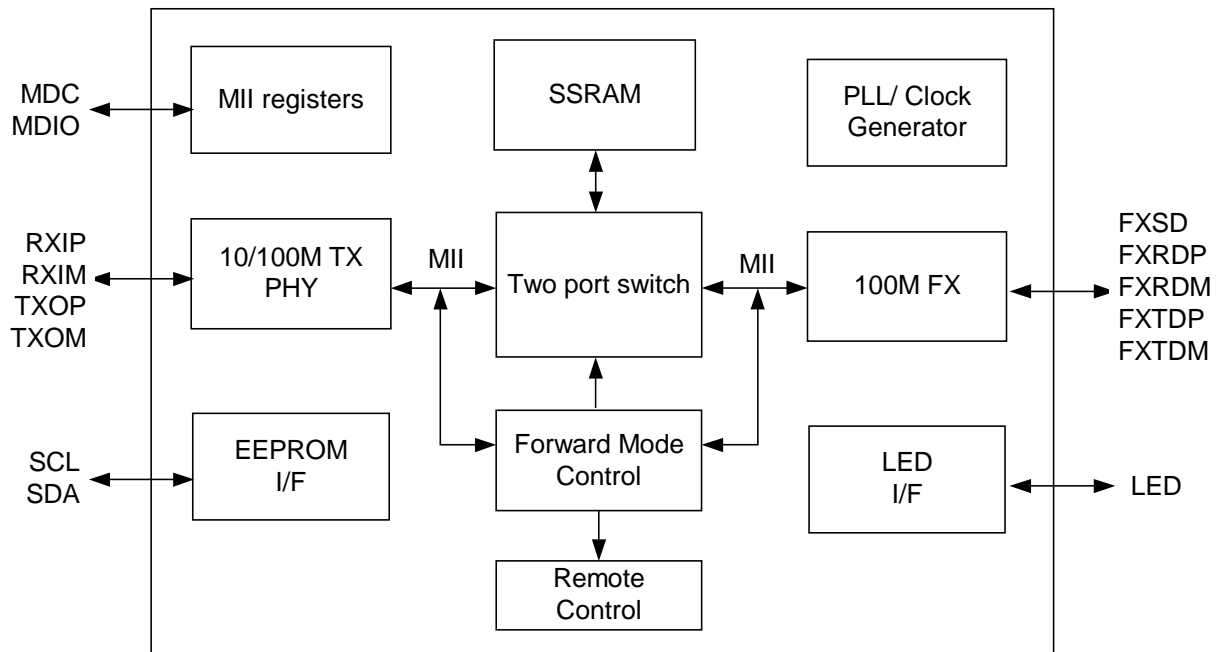 MDC
MDIO
MII registers
SSRAM
PLL/ Clock
Generator
RXIP
RXIM
TXOP
TXOM
10/100M TX
PHY
MII
Two port switch
MII
100M FX
FXSD
FXRDP
FXRDM
FXTDP
FXTDM
SCL
SDA
EEPROM
I/F
Forward Mode
Control
LED
I/F
LED
Remote
Control